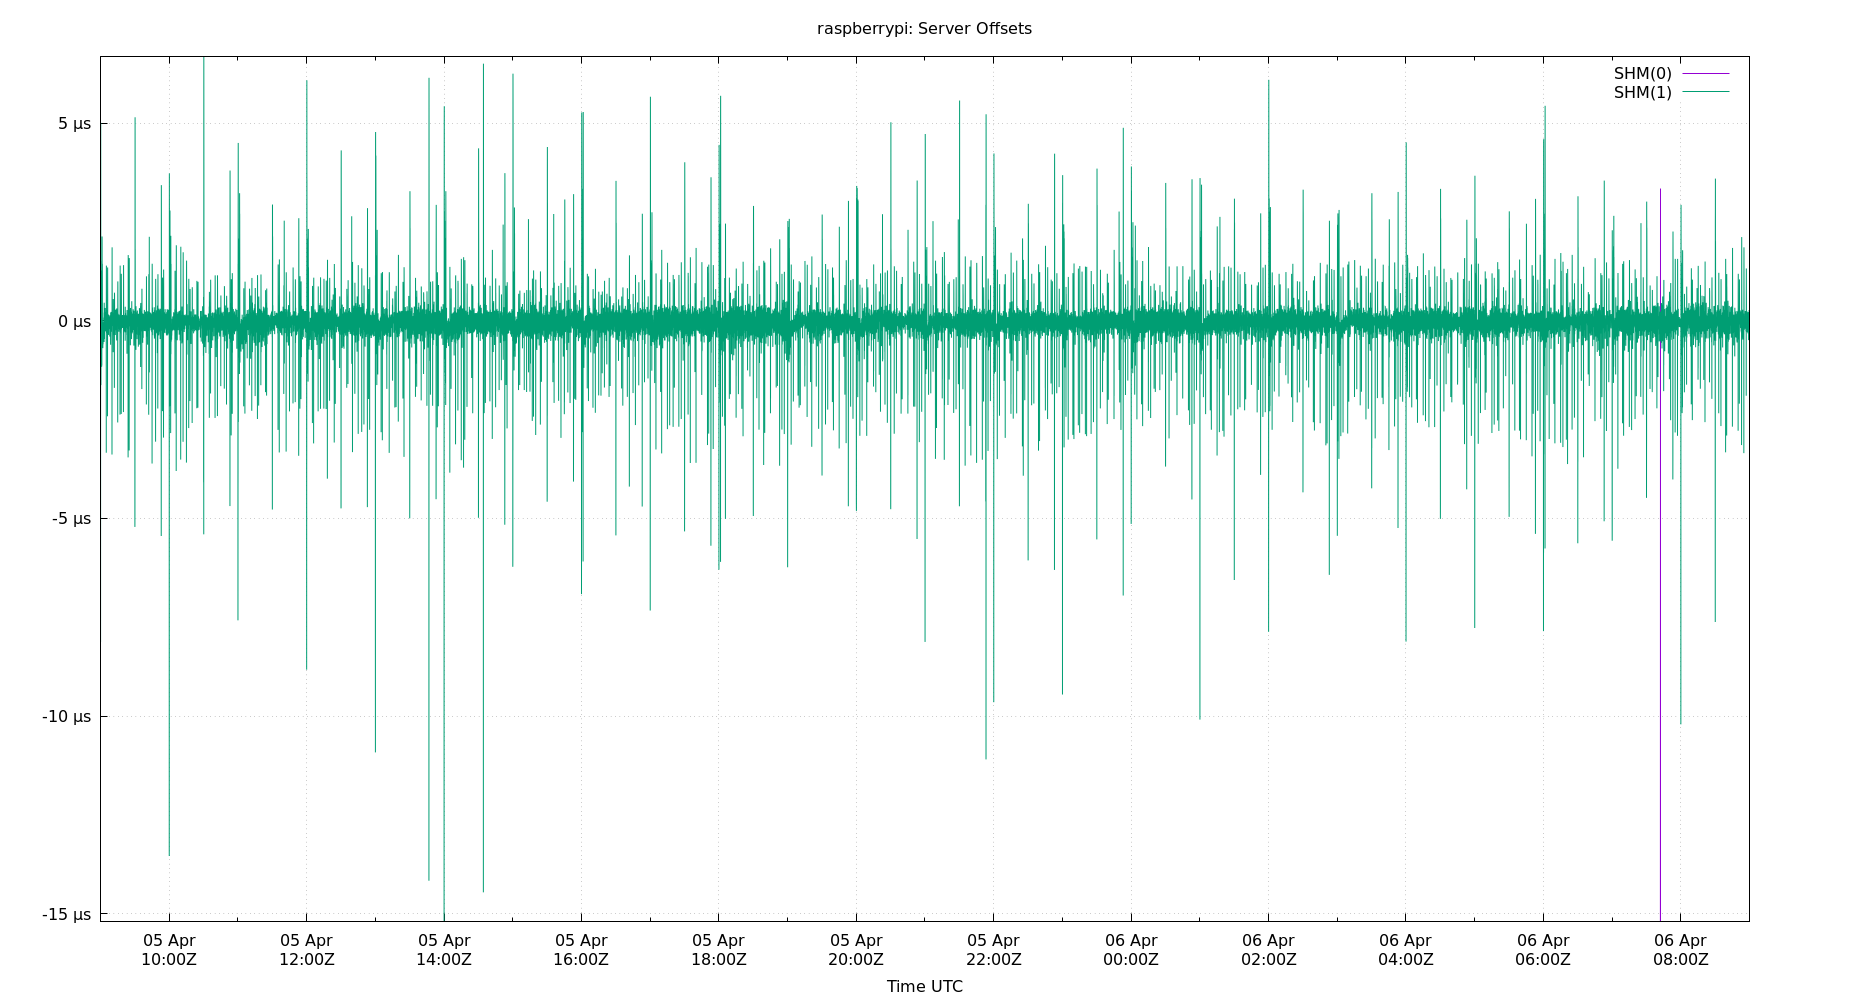 raspberrypi: Server Offsets
SHM(0)
SHM(1)
5 µs
0 µs
-5 µs
-10 µs
-15 µs
05 Apr 05 Apr 05 Apr 05 Apr 05 Apr 05 Apr 05 Apr 06 Apr 06 Apr 06 Apr 06 Apr 06 Apr
10:00Z 12:00Z 14:00Z 16:00Z 18:00Z 20:00Z 22:00Z 00:00Z 02:00Z 04:00Z 06:00Z 08:00Z
Time UTC